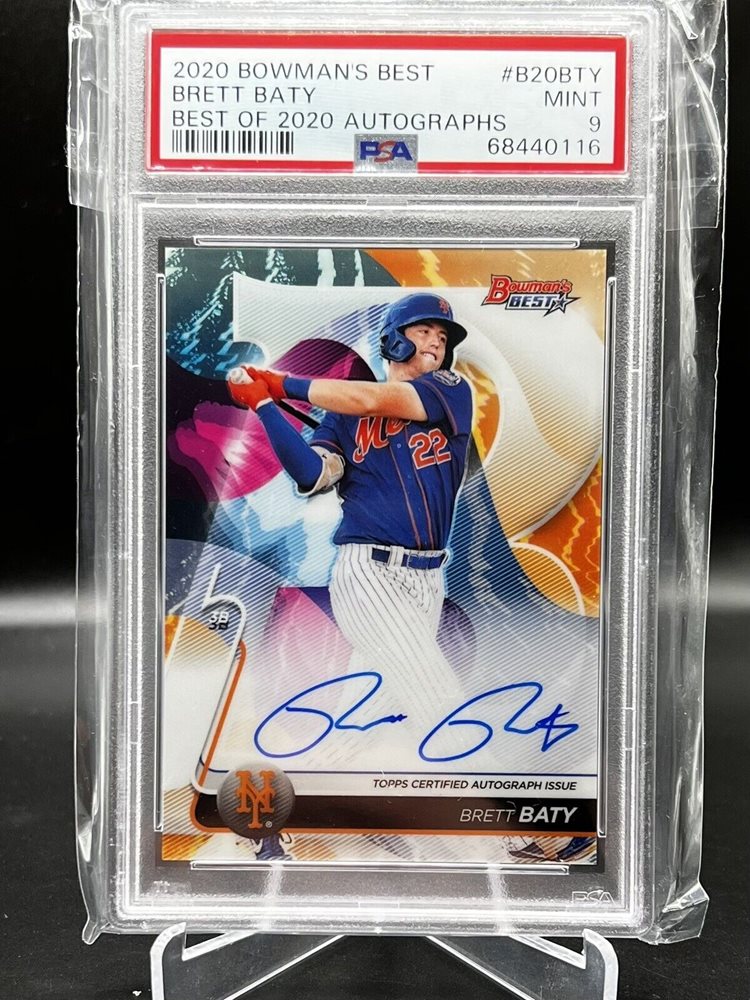 2020 BOWMAN'S BEST #B20BTY
BRETT BATY MINT
BEST OF 2020 AUTOGRAPHS 9
PSA 68440116
Bowman's
BEST
Mets
22
3B
TOPPS CERTIFIED AUTOGRAPH ISSUE
NY
BRETT BATY
PSA